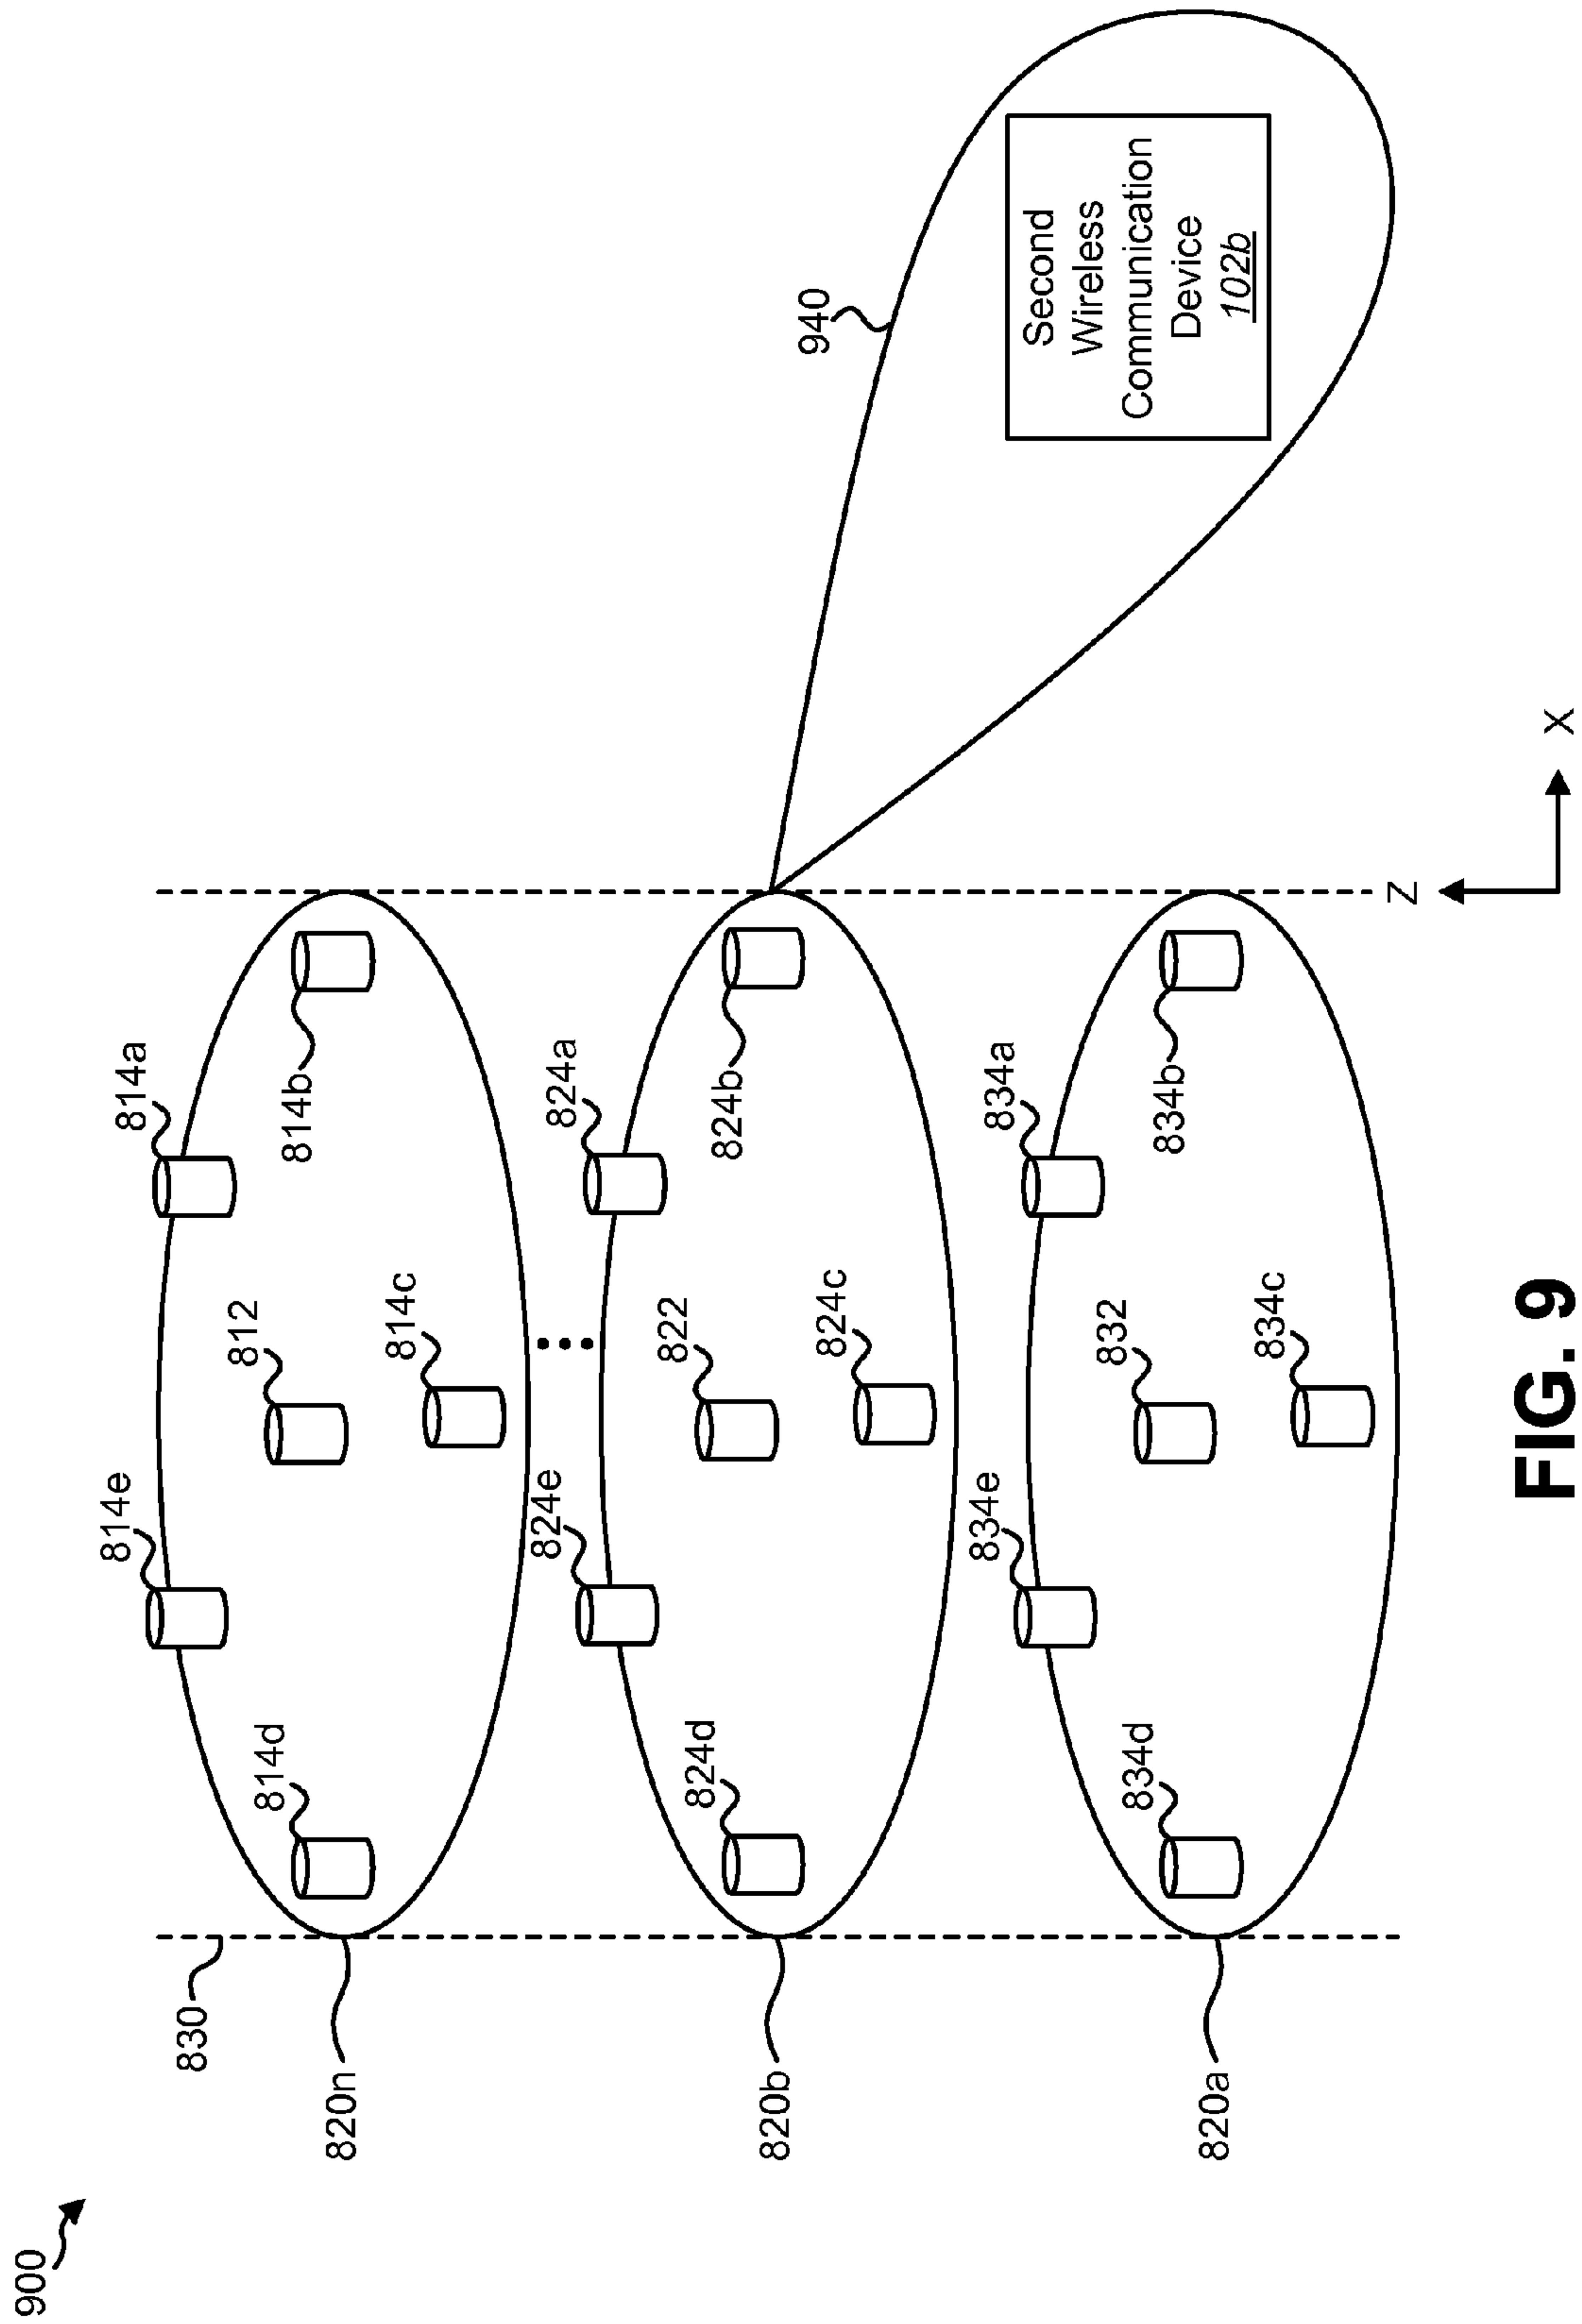 900
830
814e
814a
814d
812
814b
814c
820n
824e
824a
824d
822
824b
824c
820b
940
834e
834a
834d
832
834b
834c
820a
Second
Wireless
Communication
Device
102b
Z
X
FIG. 9